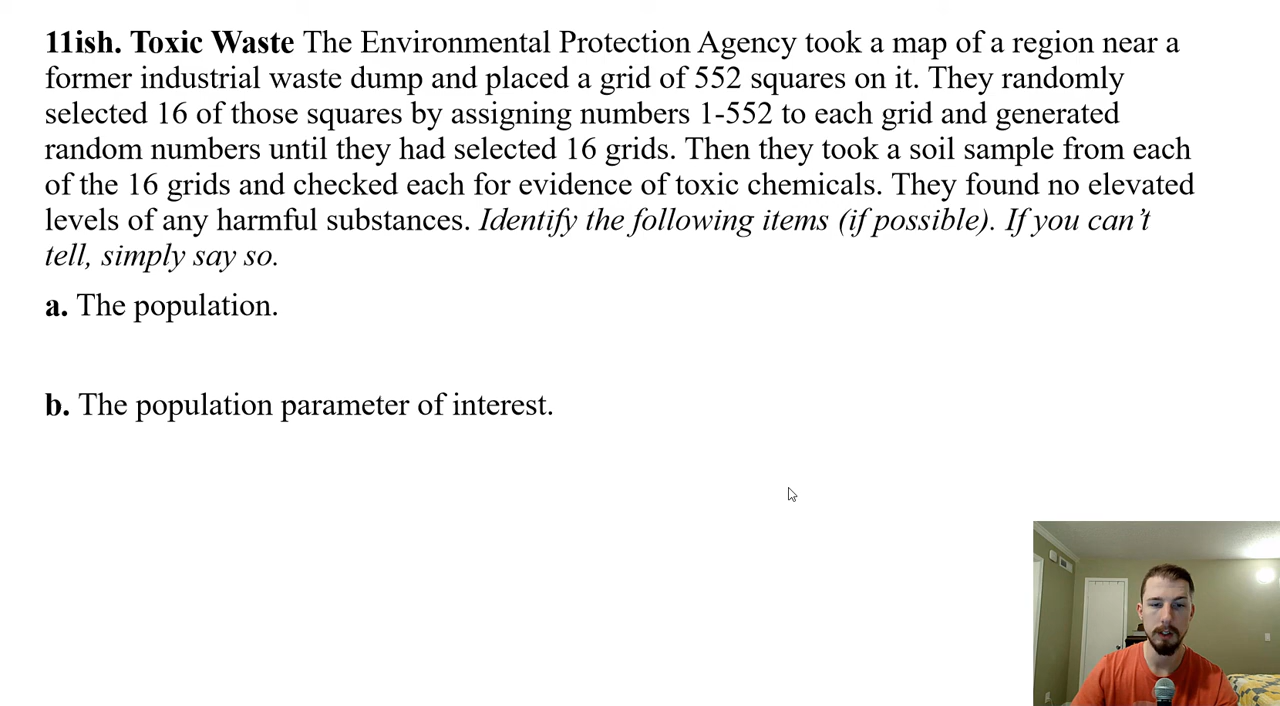 11ish. Toxic Waste The Environmental Protection Agency took a map of a region near a
former industrial waste dump and placed a grid of 552 squares on it. They randomly
selected 16 of those squares by assigning numbers 1-552 to each grid and generated
random numbers until they had selected 16 grids. Then they took a soil sample from each
of the 16 grids and checked each for evidence of toxic chemicals. They found no elevated
levels of any harmful substances. Identify the following items (if possible). If you can’t
tell, simply say so.
a. The population.
b. The population parameter of interest.